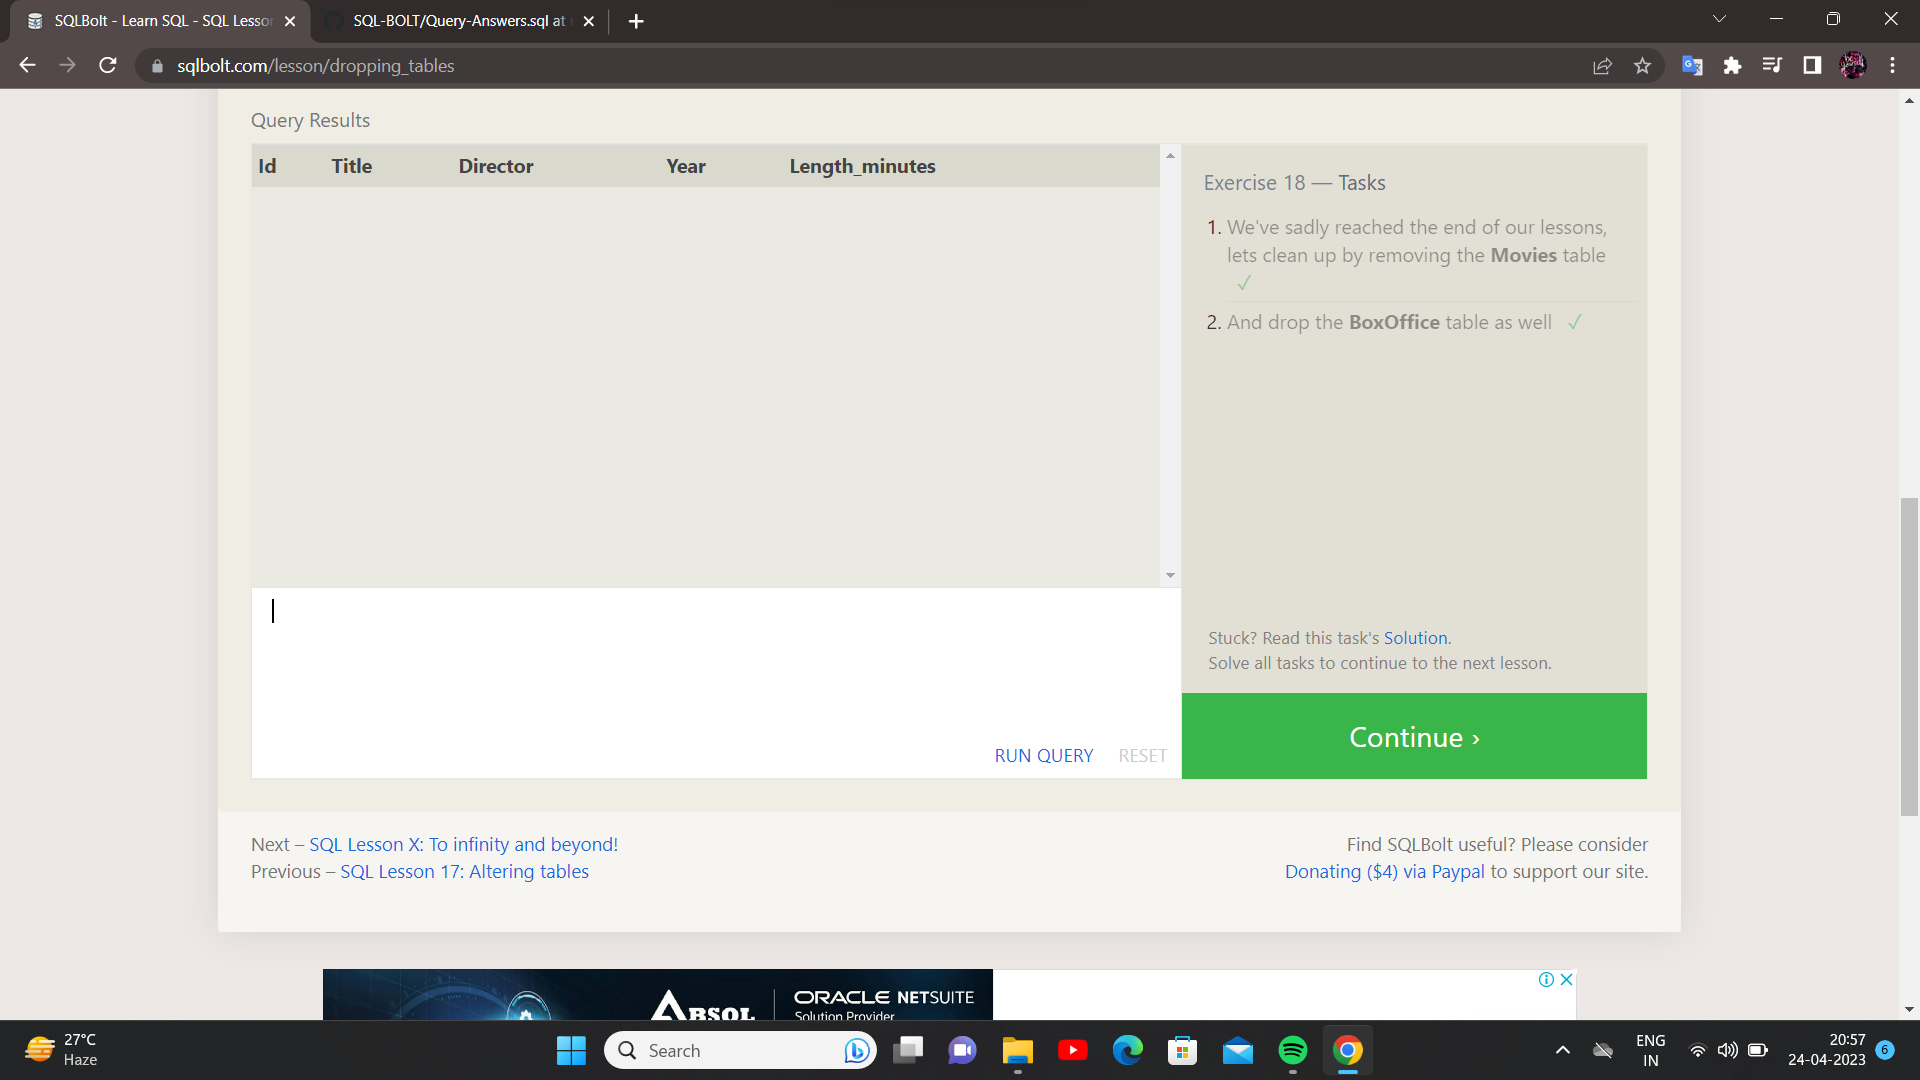 SQLBolt - Learn SQL - SQL Lesson
SQL-BOLT/Query-Answers.sql at
sqlbolt.com/lesson/dropping_tables
Query Results
Id Title Director Year Length_minutes
Exercise 18 — Tasks
1. We've sadly reached the end of our lessons,
lets clean up by removing the Movies table
✓
2. And drop the BoxOffice table as well ✓
Stuck? Read this task's Solution.
Solve all tasks to continue to the next lesson.
RUN QUERY RESET
Continue ›
Next – SQL Lesson X: To infinity and beyond!
Previous – SQL Lesson 17: Altering tables
Find SQLBolt useful? Please consider
Donating ($4) via Paypal to support our site.
ABSOL
ORACLE NETSUITE
Solution Provider
27°C
Haze
Search
ENG
IN
20:57
24-04-2023
6